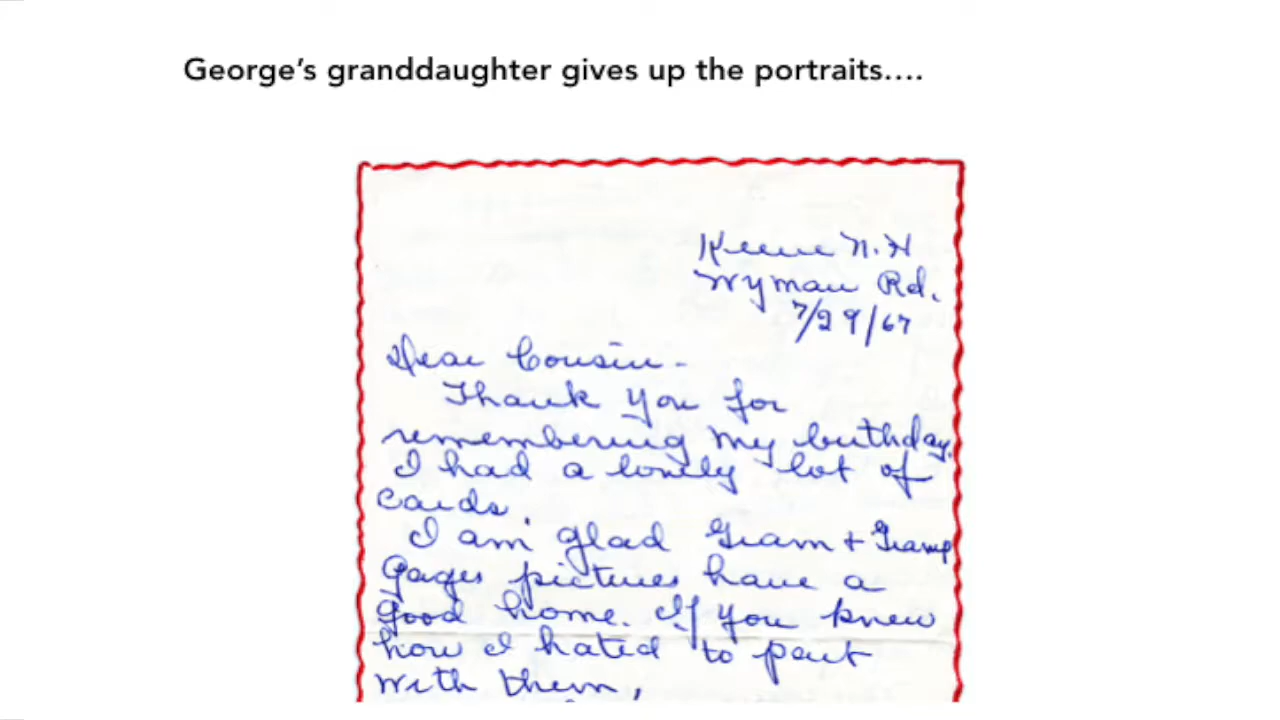 George's granddaughter gives up the portraits....
Keene N.H
Wyman Rd.
7/29/67
Dear Cousin -
Thank you for
remembering my birthday.
I had a lovely lot of
cards.
I am glad Gram + Gramp
Gages pictures have a
good home. If you knew
how I hated to part
with them,